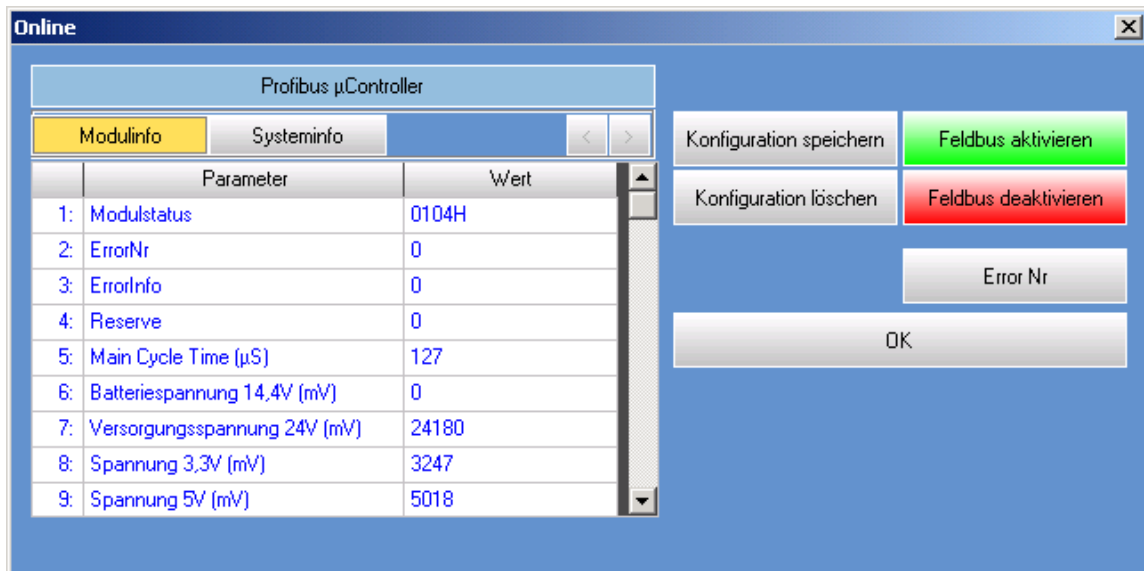 Online
Profibus µController
Modulinfo Systeminfo < >
Parameter Wert
1: Modulstatus 0104H
2: ErrorNr 0
3: ErrorInfo 0
4: Reserve 0
5: Main Cycle Time (µS) 127
6: Batteriespannung 14,4V (mV) 0
7: Versorgungsspannung 24V (mV) 24180
8: Spannung 3,3V (mV) 3247
9: Spannung 5V (mV) 5018
Konfiguration speichern Feldbus aktivieren
Konfiguration löschen Feldbus deaktivieren
Error Nr
OK